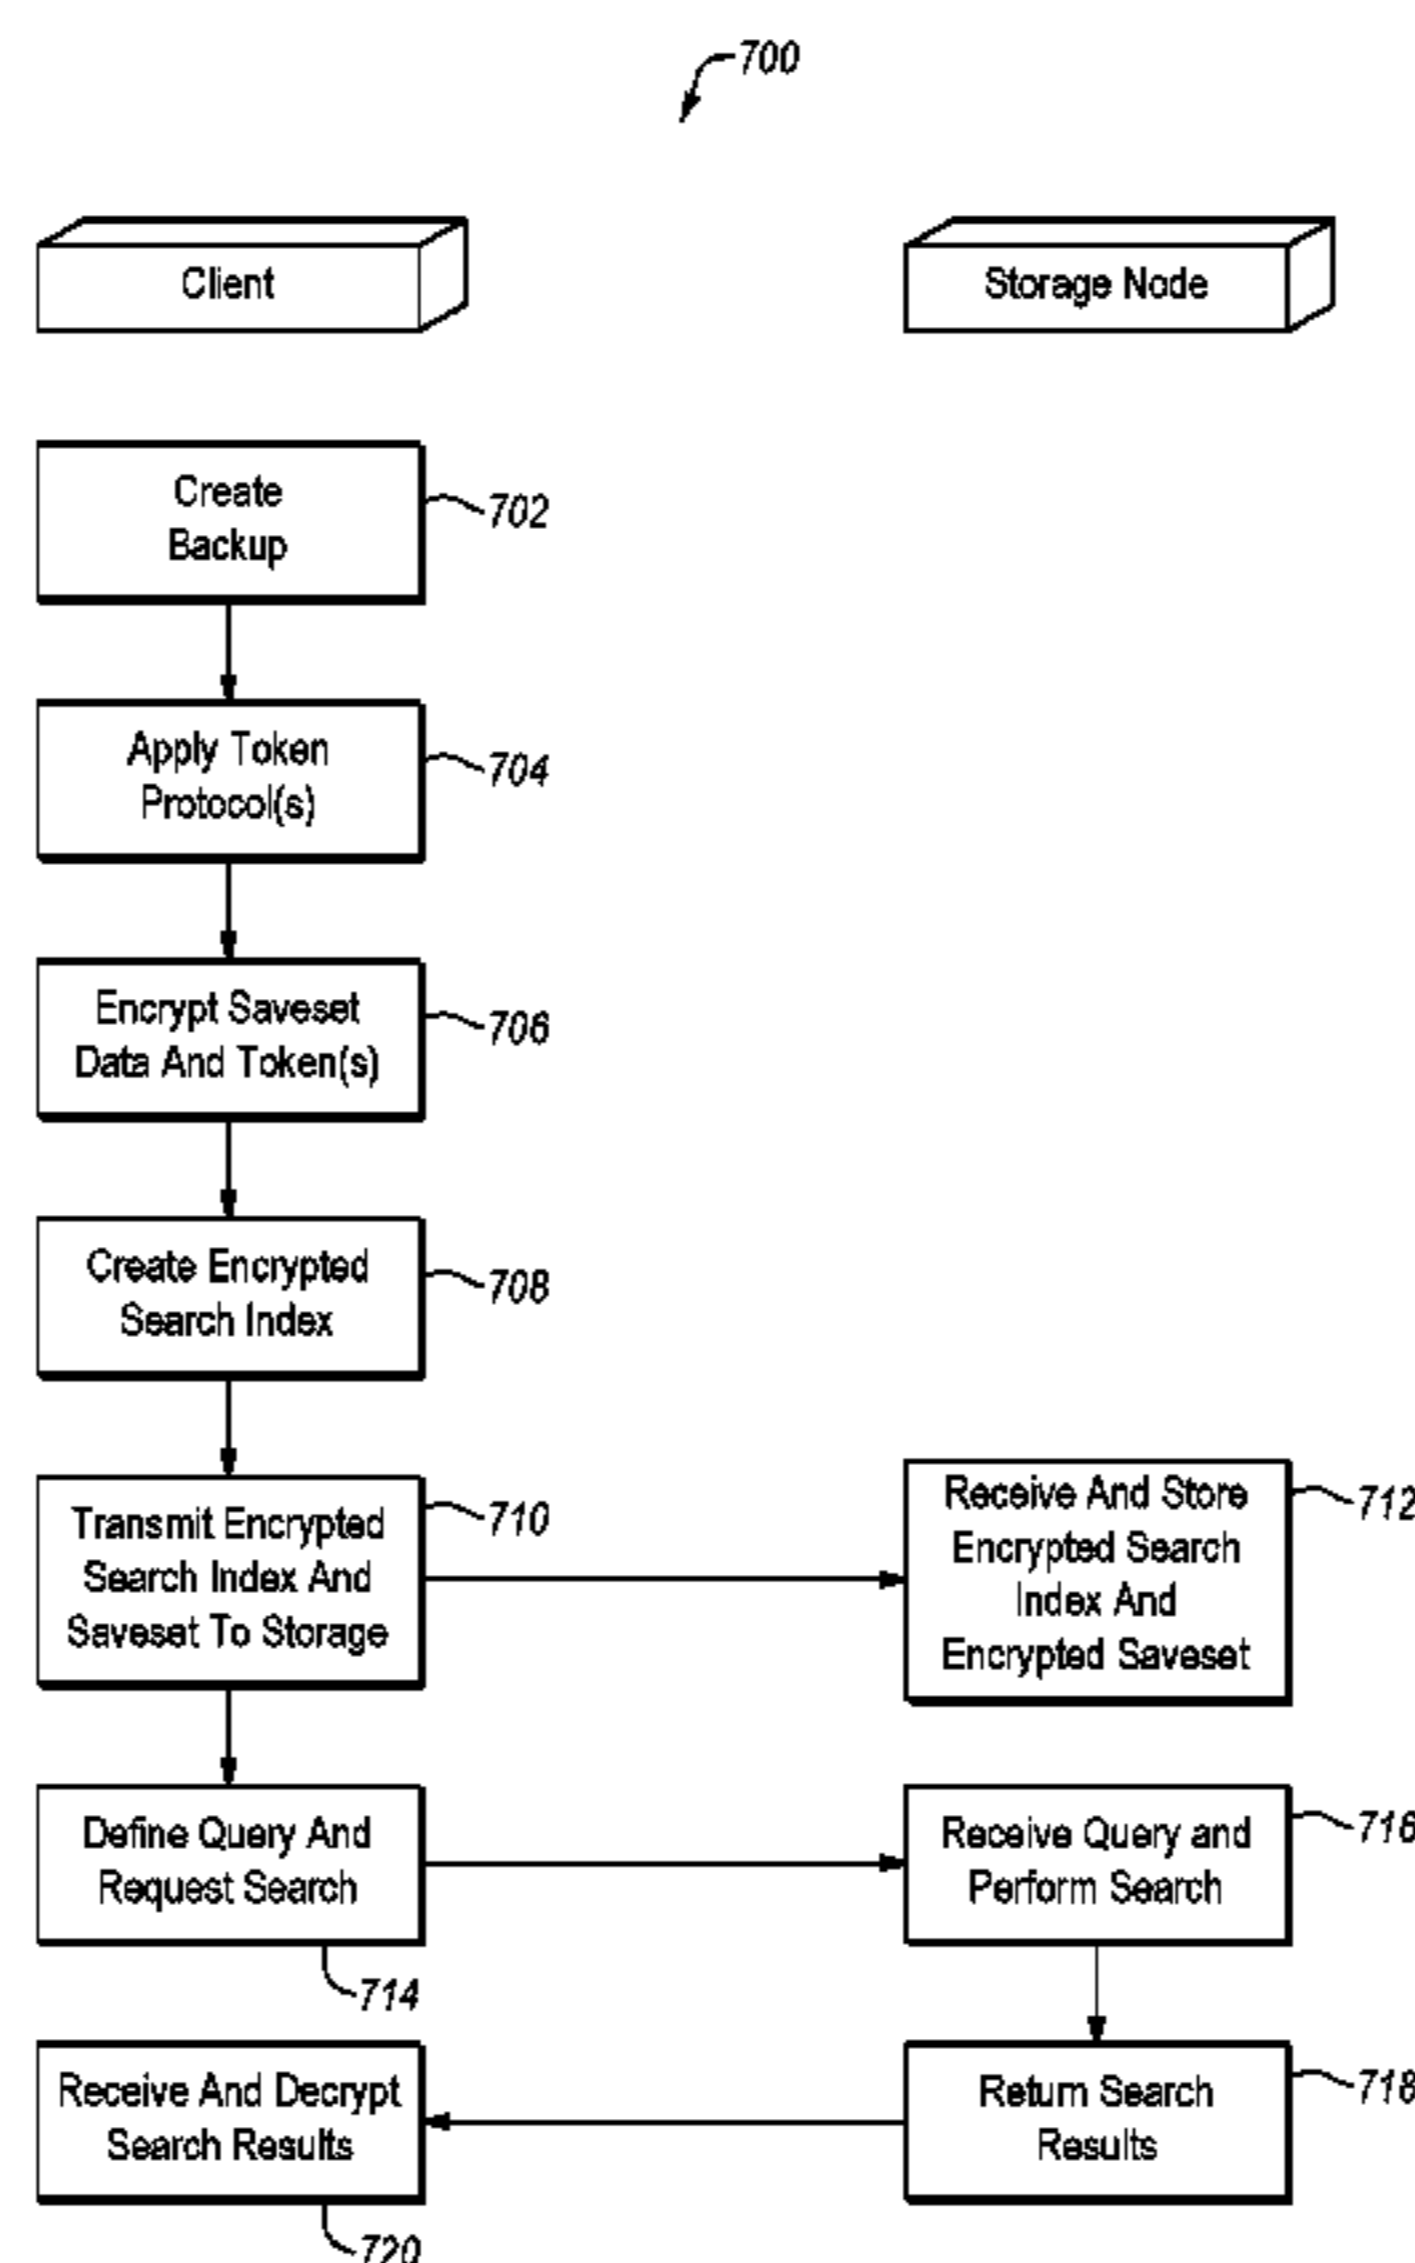 700
Client
Storage Node
Create
Backup
702
Apply Token
Protocol(s)
704
Encrypt Saveset
Data And Token(s)
706
Create Encrypted
Search Index
708
Transmit Encrypted
Search Index And
Saveset To Storage
710
Receive And Store
Encrypted Search
Index And
Encrypted Saveset
712
Define Query And
Request Search
714
Receive Query and
Perform Search
716
Return Search
Results
718
Receive And Decrypt
Search Results
720